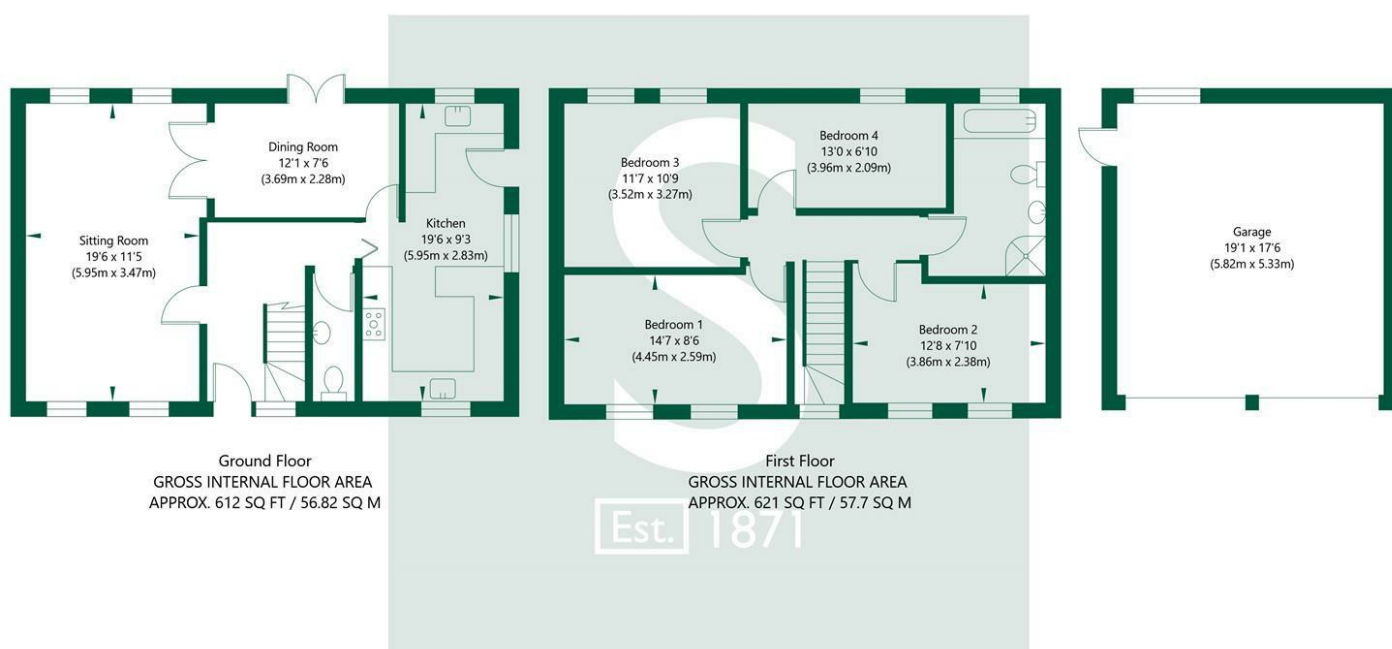 Sitting Room
19'6 x 11'5
(5.95m x 3.47m)
Dining Room
12'1 x 7'6
(3.69m x 2.28m)
Kitchen
19'6 x 9'3
(5.95m x 2.83m)
Ground Floor
GROSS INTERNAL FLOOR AREA
APPROX. 612 SQ FT / 56.82 SQ M
Bedroom 3
11'7 x 10'9
(3.52m x 3.27m)
Bedroom 4
13'0 x 6'10
(3.96m x 2.09m)
Bedroom 1
14'7 x 8'6
(4.45m x 2.59m)
Bedroom 2
12'8 x 7'10
(3.86m x 2.38m)
First Floor
GROSS INTERNAL FLOOR AREA
APPROX. 621 SQ FT / 57.7 SQ M
Garage
19'1 x 17'6
(5.82m x 5.33m)
S
Est. 1871